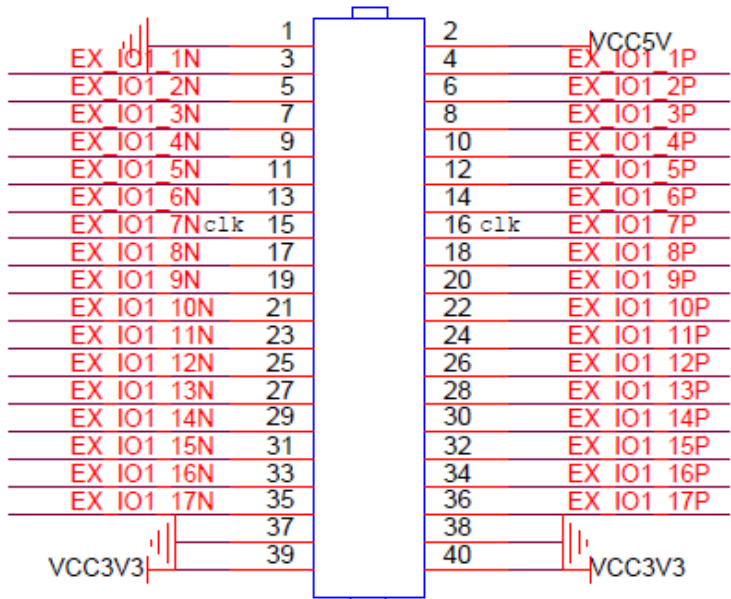 1 2 VCC5V
EX_IO1_1N 3 4 EX_IO1_1P
EX_IO1_2N 5 6 EX_IO1_2P
EX_IO1_3N 7 8 EX_IO1_3P
EX_IO1_4N 9 10 EX_IO1_4P
EX_IO1_5N 11 12 EX_IO1_5P
EX_IO1_6N 13 14 EX_IO1_6P
EX_IO1_7N clk 15 16 clk EX_IO1_7P
EX_IO1_8N 17 18 EX_IO1_8P
EX_IO1_9N 19 20 EX_IO1_9P
EX_IO1_10N 21 22 EX_IO1_10P
EX_IO1_11N 23 24 EX_IO1_11P
EX_IO1_12N 25 26 EX_IO1_12P
EX_IO1_13N 27 28 EX_IO1_13P
EX_IO1_14N 29 30 EX_IO1_14P
EX_IO1_15N 31 32 EX_IO1_15P
EX_IO1_16N 33 34 EX_IO1_16P
EX_IO1_17N 35 36 EX_IO1_17P
37 38
VCC3V3 39 40 VCC3V3